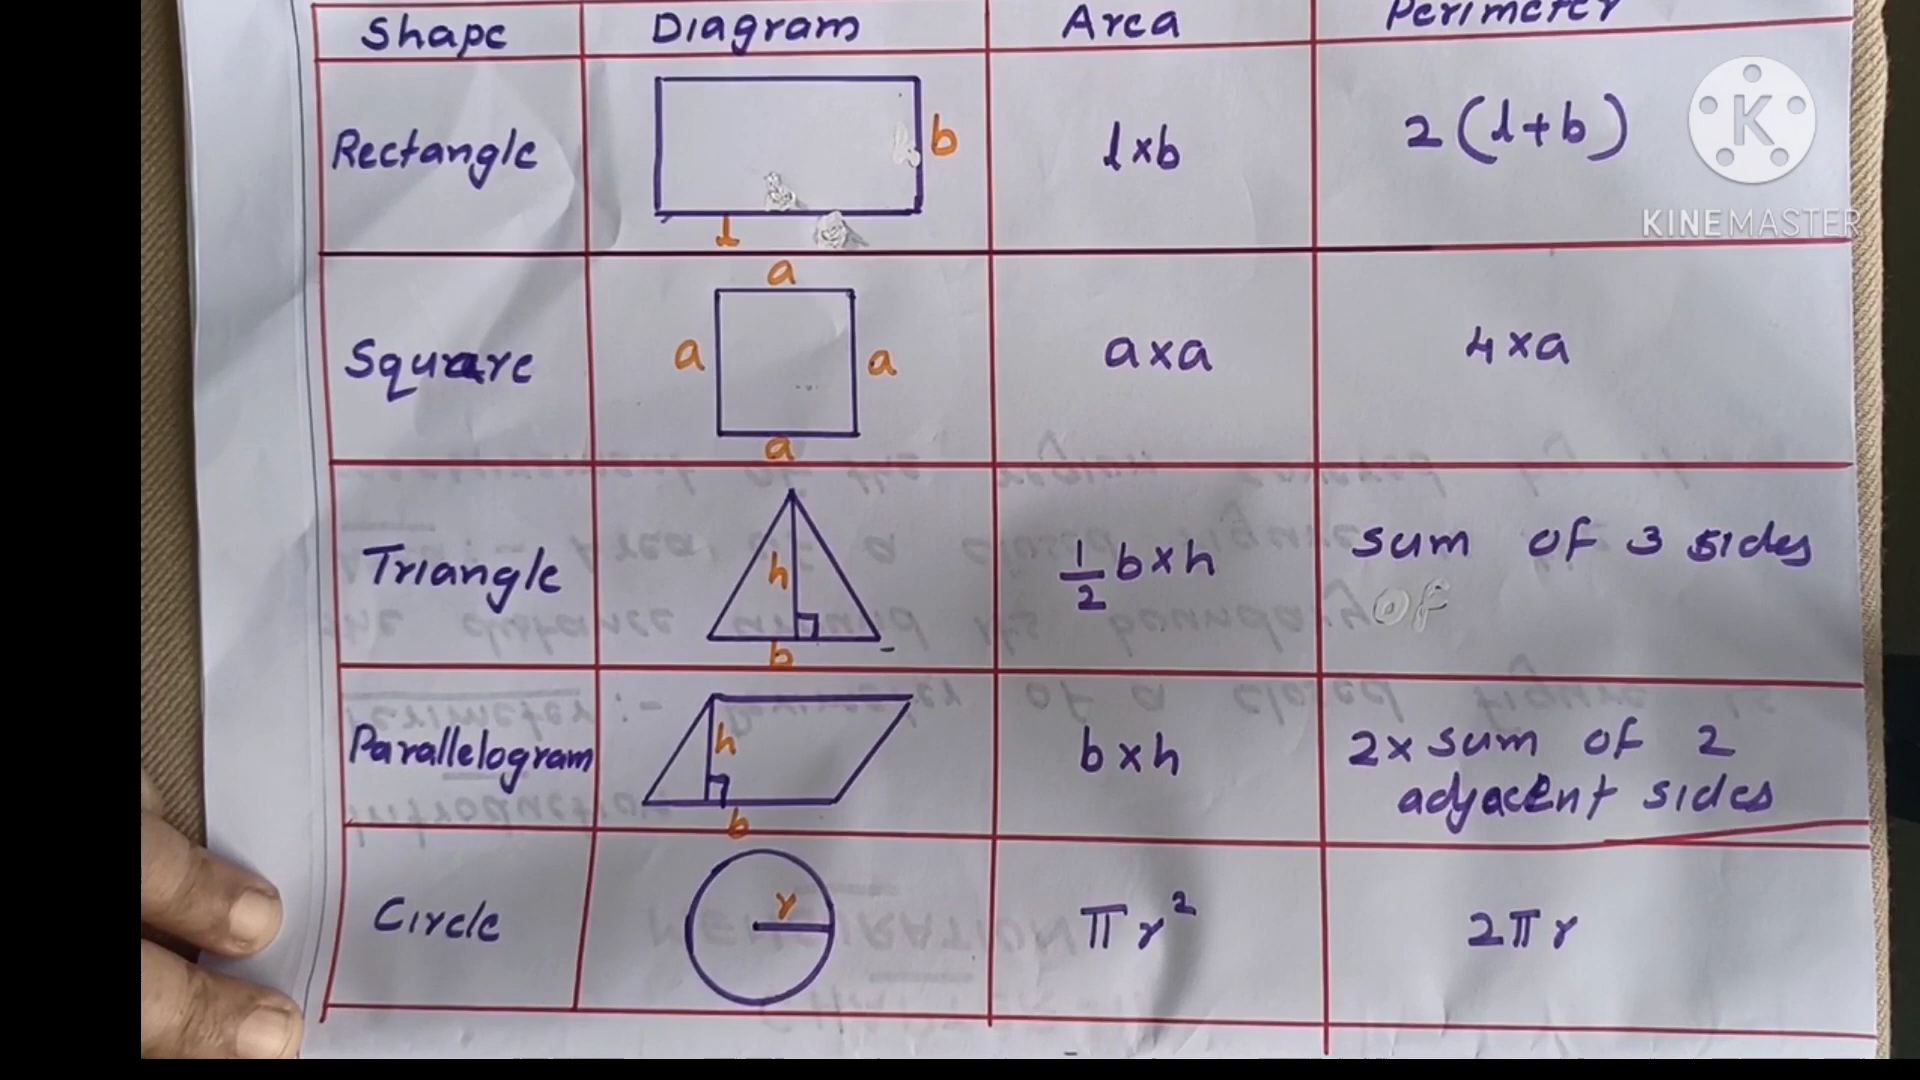 Shape Diagram Area Perimeter
Rectangle b l×b 2(l+b)
l
K
KINEMASTER
a
Square a a a×a 4×a
a
Triangle h 1/2 b×h sum of 3 sides
of
b
Parallelogram h b×h 2× sum of 2
adjacent sides
b
Circle r πr² 2πr